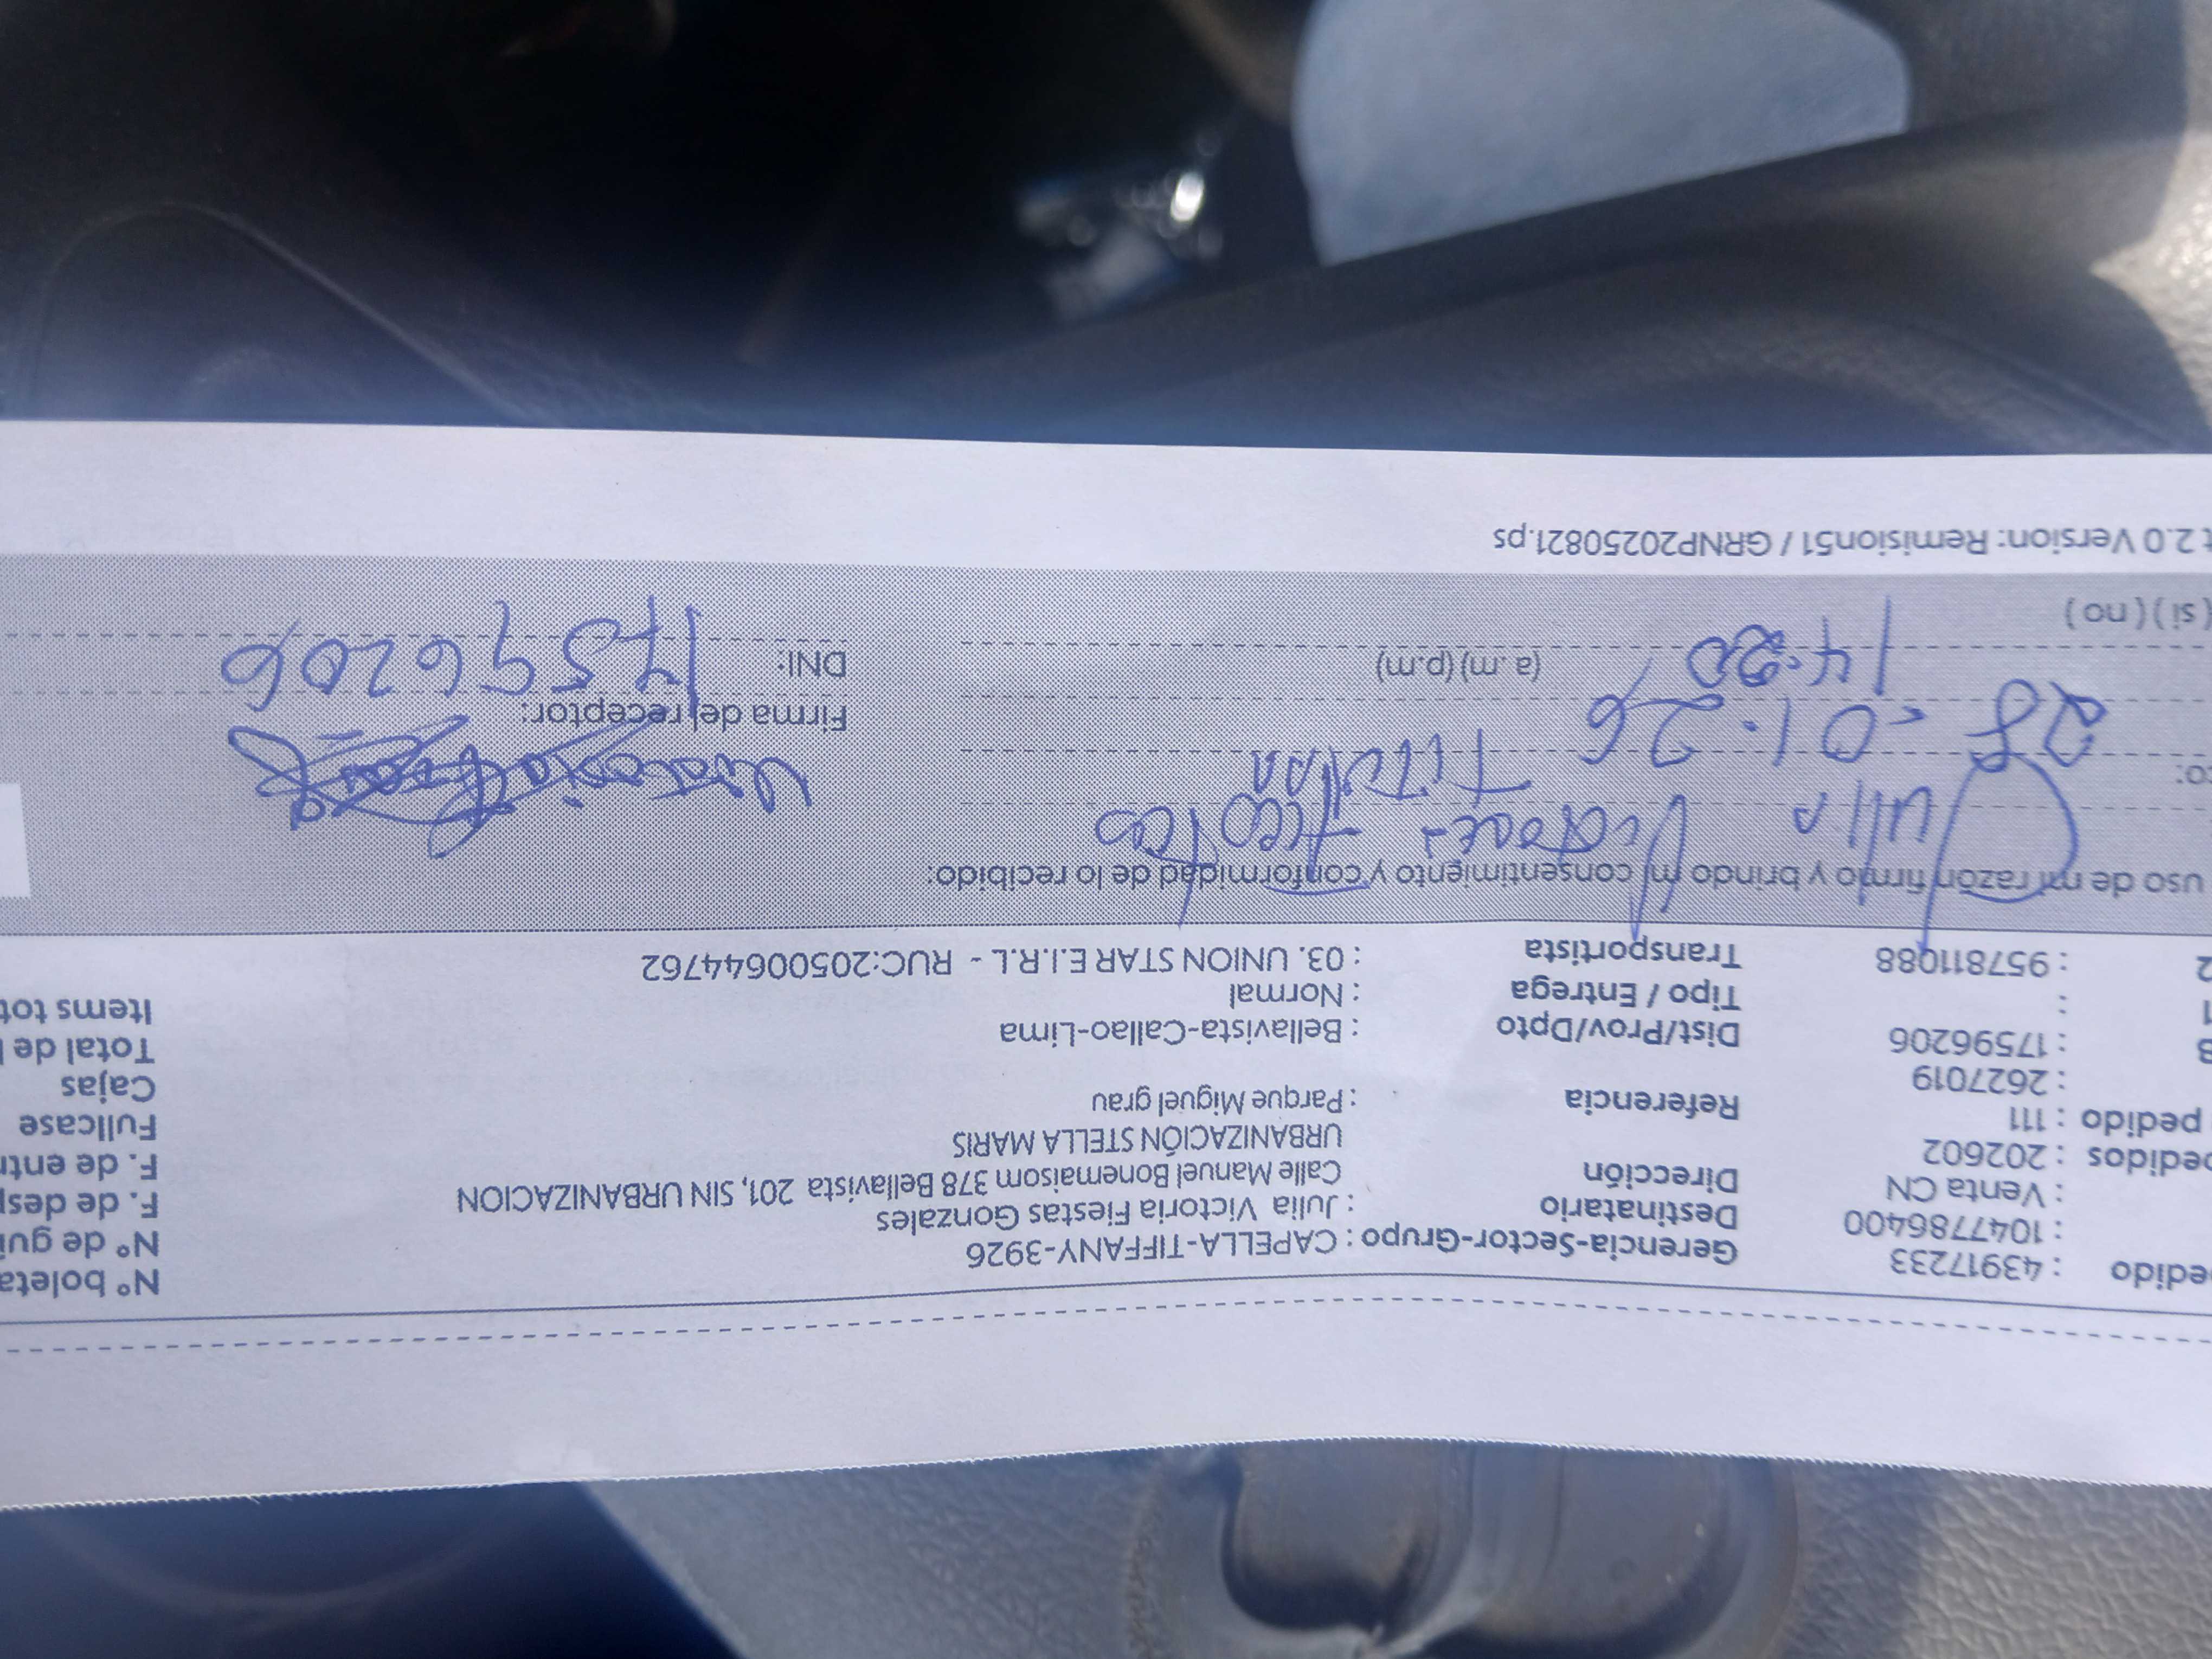 edido : 43917233 Gerencia-Sector-Grupo : CAPELLA-TIFFANY-3926 N° boleta
: 1047786400 Destinatario : Julia Victoria Fiestas Gonzales N° de gui
: Venta CN Dirección Calle Manuel Bonemaisom 378 Bellavista 201, SIN URBANIZACION F. de desp
edidos : 202602 URBANIZACIÓN STELLA MARIS F. de entr
pedido : 111 Referencia : Parque Miguel grau Fullcase
: 2627019 Cajas
: 17596206 Dist/Prov/Dpto : Bellavista-Callao-Lima Total de
: Tipo / Entrega : Normal Items tot
: 957811088 Transportista : 03. UNION STAR E.I.R.L - RUC:20500644762
uso de mi razón firmo y brindo mi consentimiento y conformidad de lo recibido:
Julia
Titular
28-01-26 Firma del receptor:
14:20 (a.m) (p.m) DNI: 17596206
(si) (no)
t 2.0 Version: Remision51 / GRNP20250821.ps